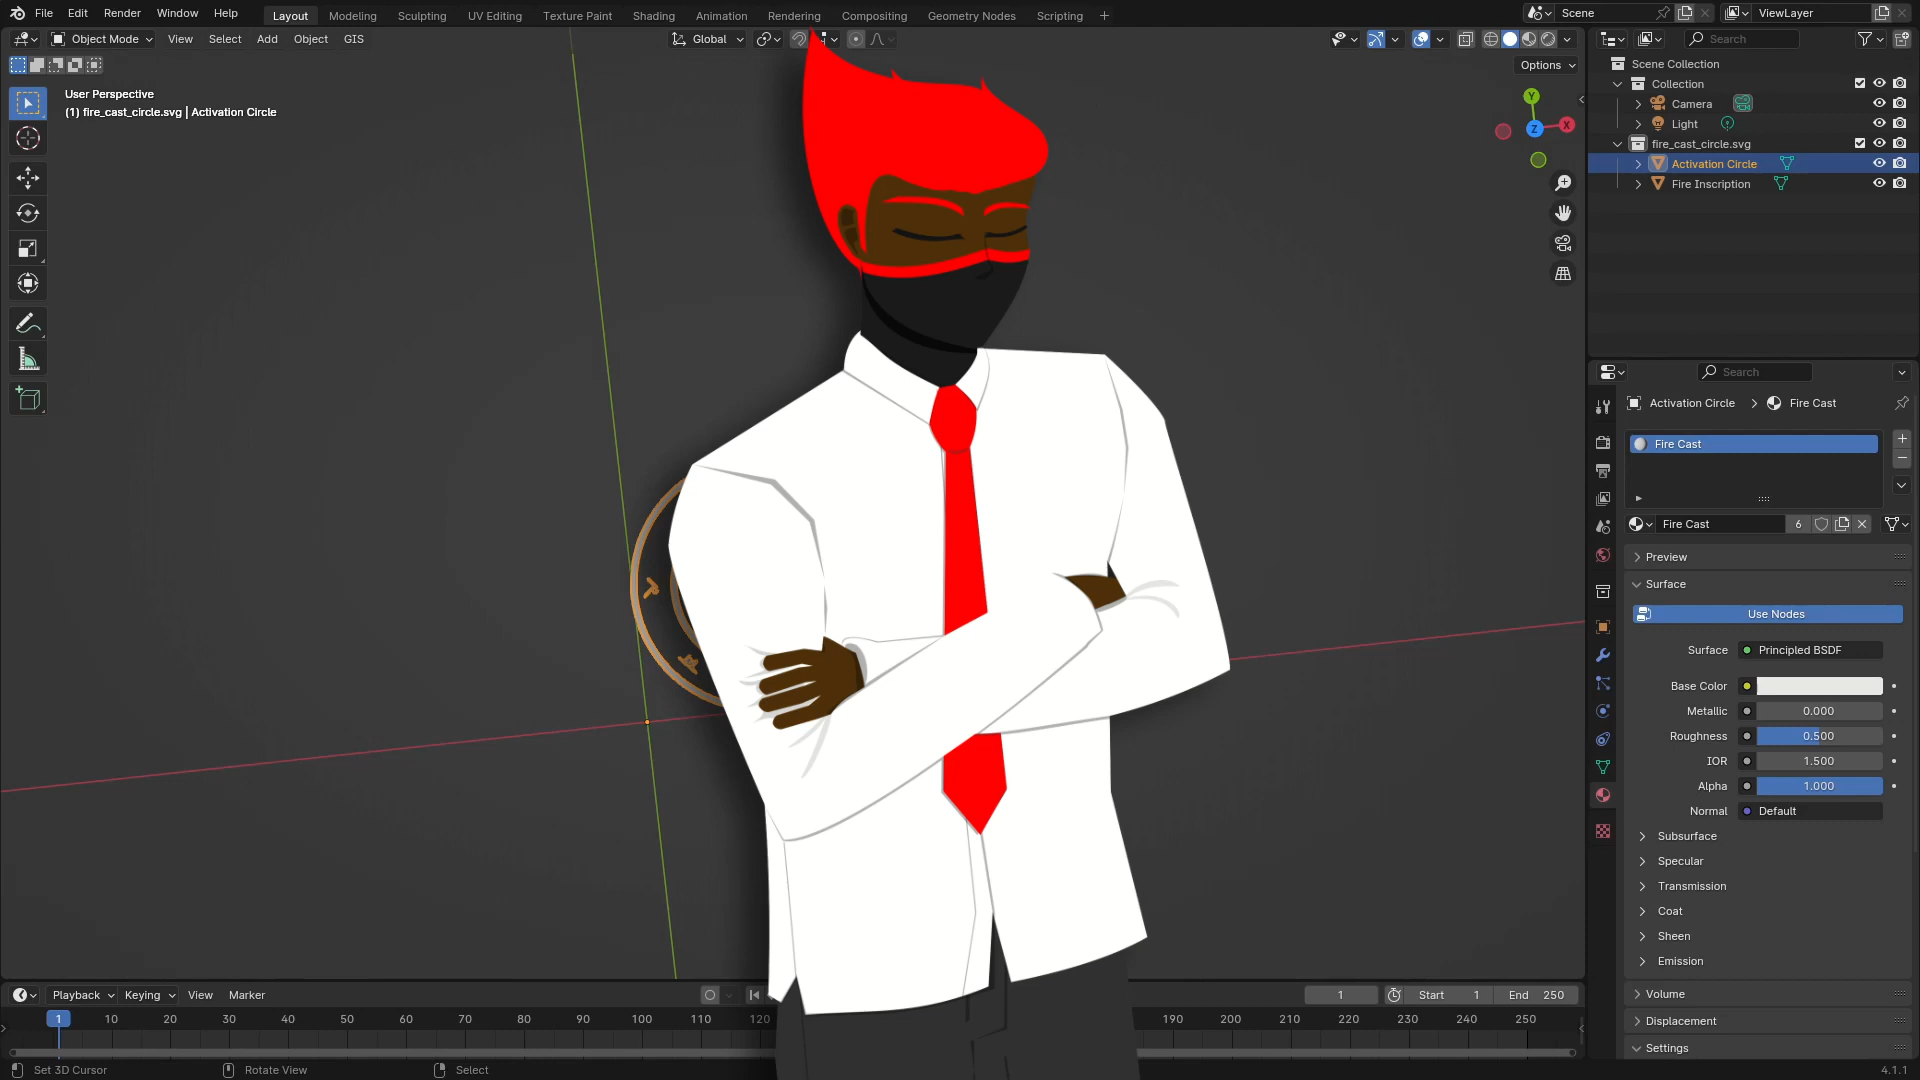 File Edit Render Window Help Layout Modeling Sculpting UV Editing Texture Paint Shading Animation Rendering Compositing Geometry Nodes Scripting + Scene ViewLayer
Object Mode View Select Add Object GIS Global Search
Options
User Perspective
(1) fire_cast_circle.svg | Activation Circle
Y
X
Z
Scene Collection
Collection
Camera
Light
fire_cast_circle.svg
Activation Circle
Fire Inscription
Search
Activation Circle > Fire Cast
Fire Cast
Fire Cast 6
Preview
Surface
Use Nodes
Surface Principled BSDF
Base Color
Metallic 0.000
Roughness 0.500
IOR 1.500
Alpha 1.000
Normal Default
Subsurface
Specular
Transmission
Coat
Sheen
Emission
Volume
Displacement
Settings
Playback Keying View Marker 1 Start 1 End 250
1 10 20 30 40 50 60 70 80 90 100 110 120 190 200 210 220 230 240 250
Set 3D Cursor Rotate View Select 4.1.1